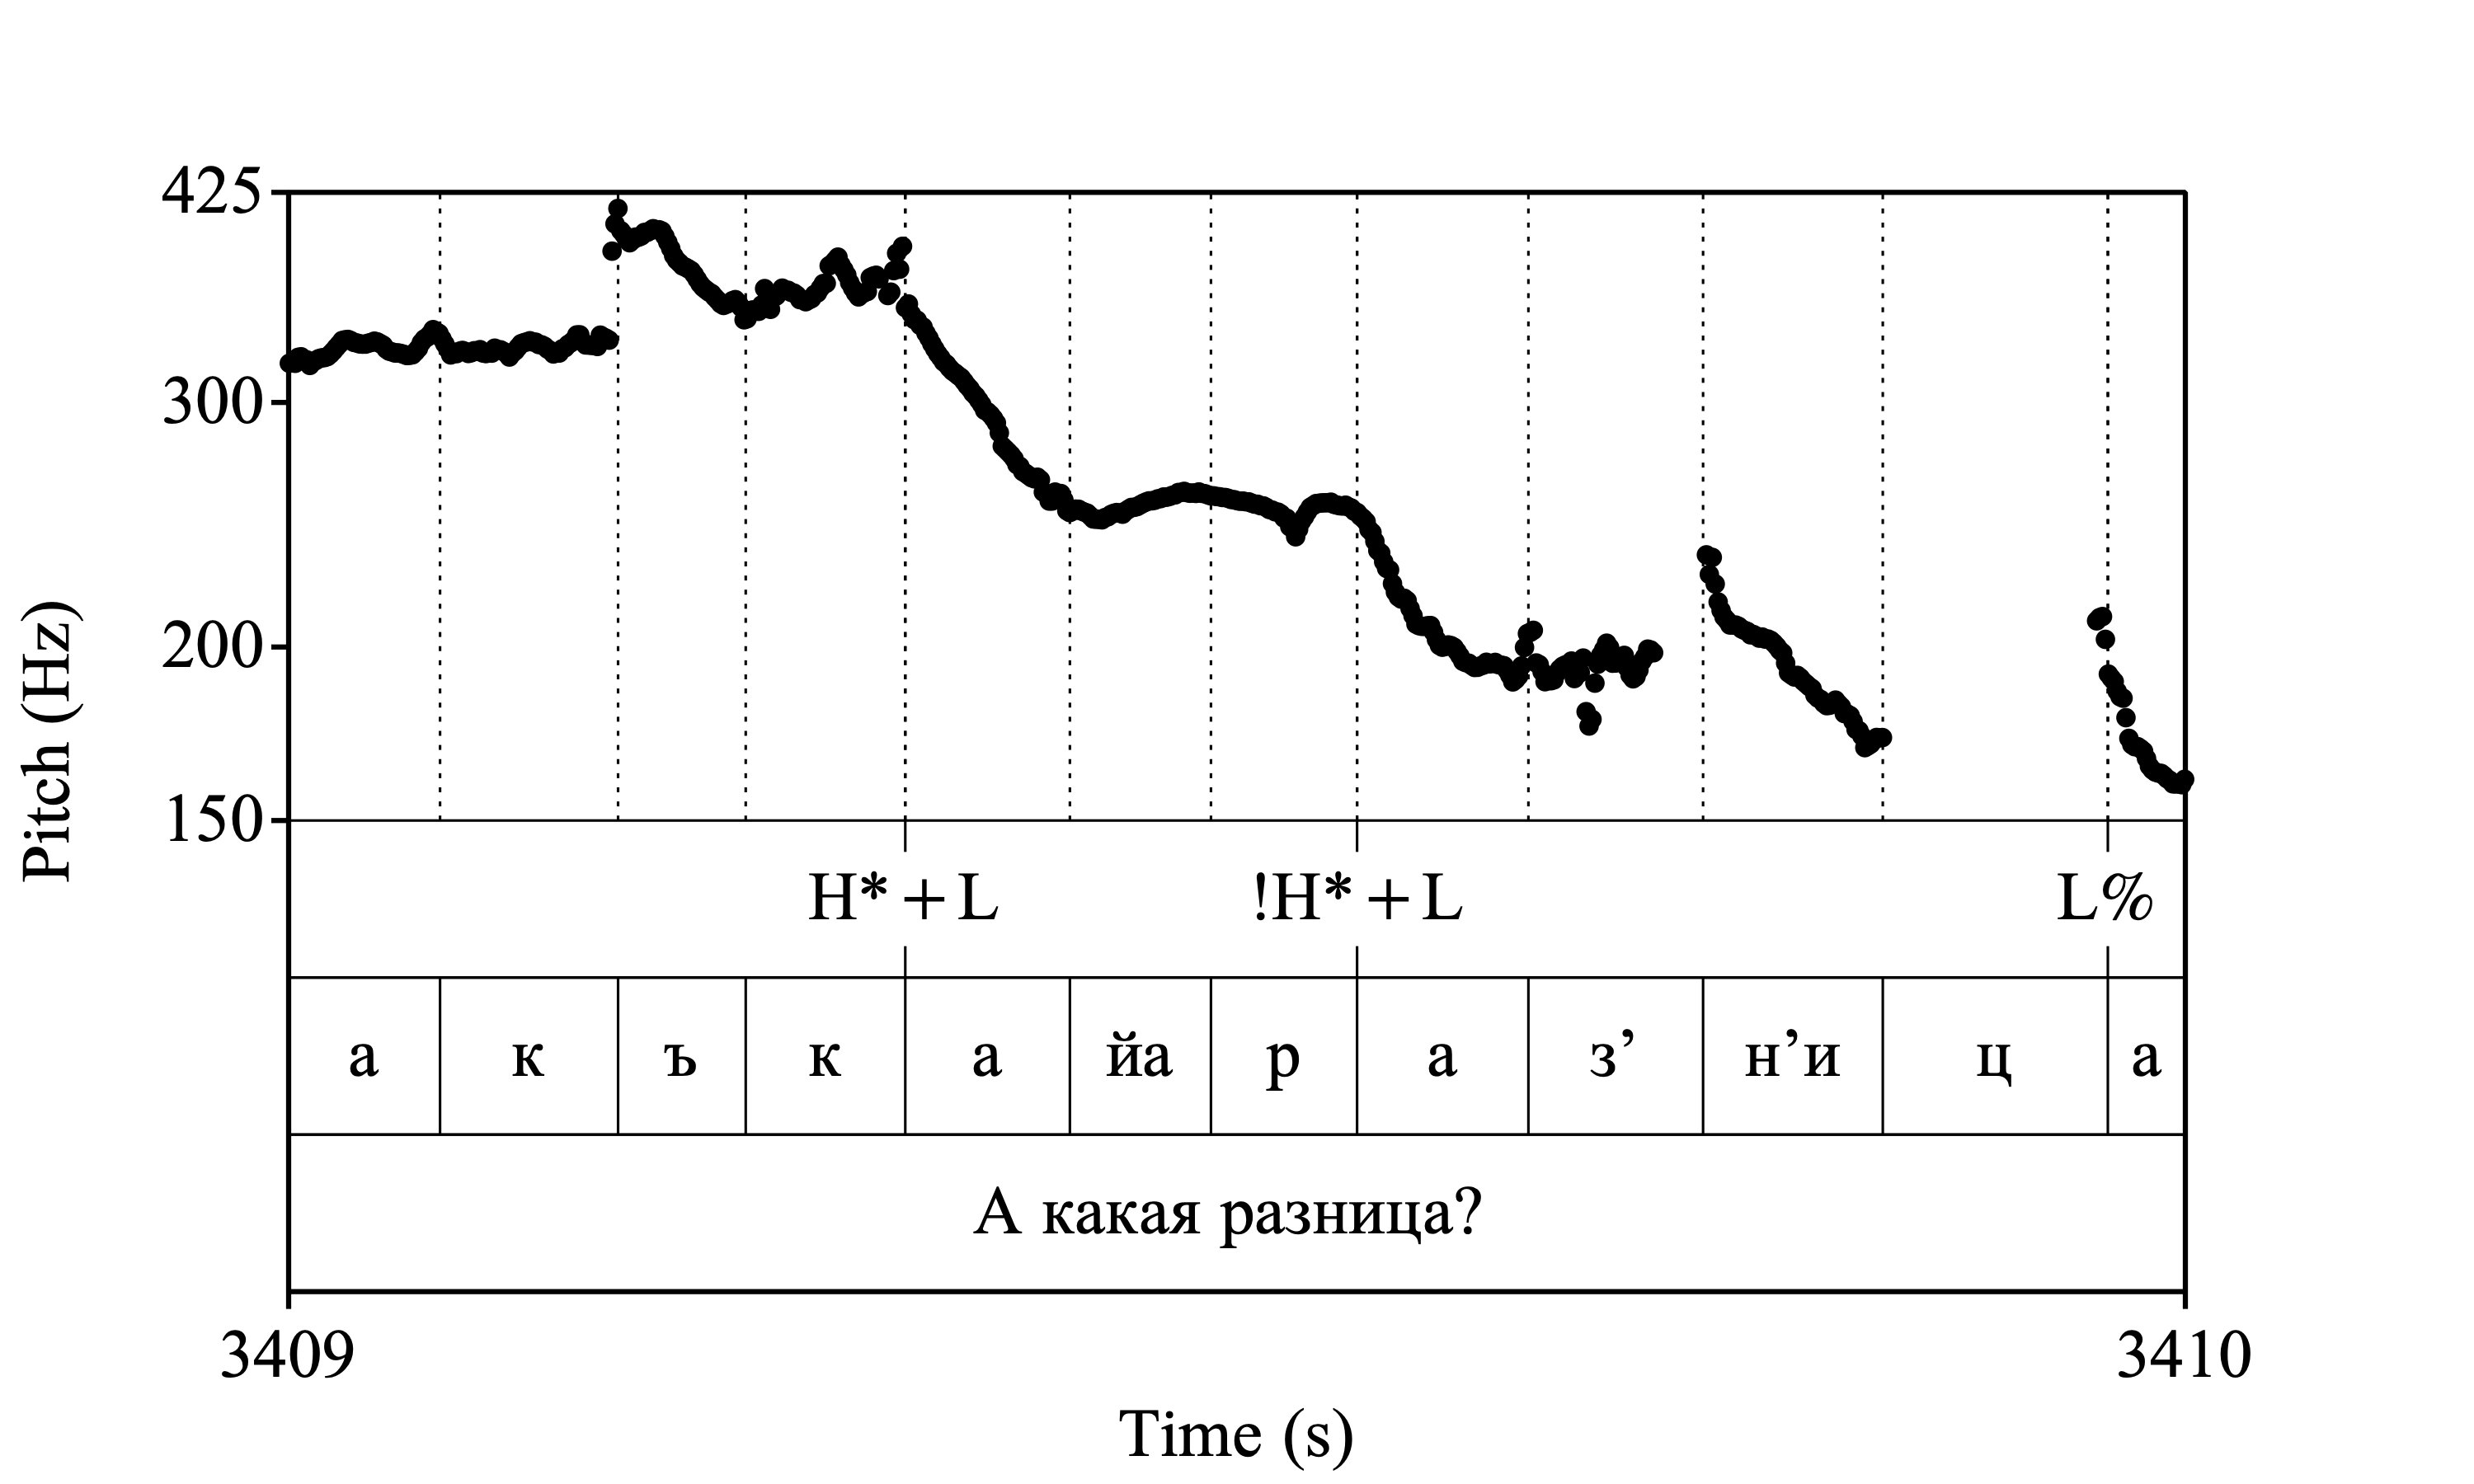 425
300
200
150
Pitch (Hz)
H*+L !H*+L L%
а к ъ к а йа р а з’ н’и ц а
А какая разница?
3409 3410
Time (s)